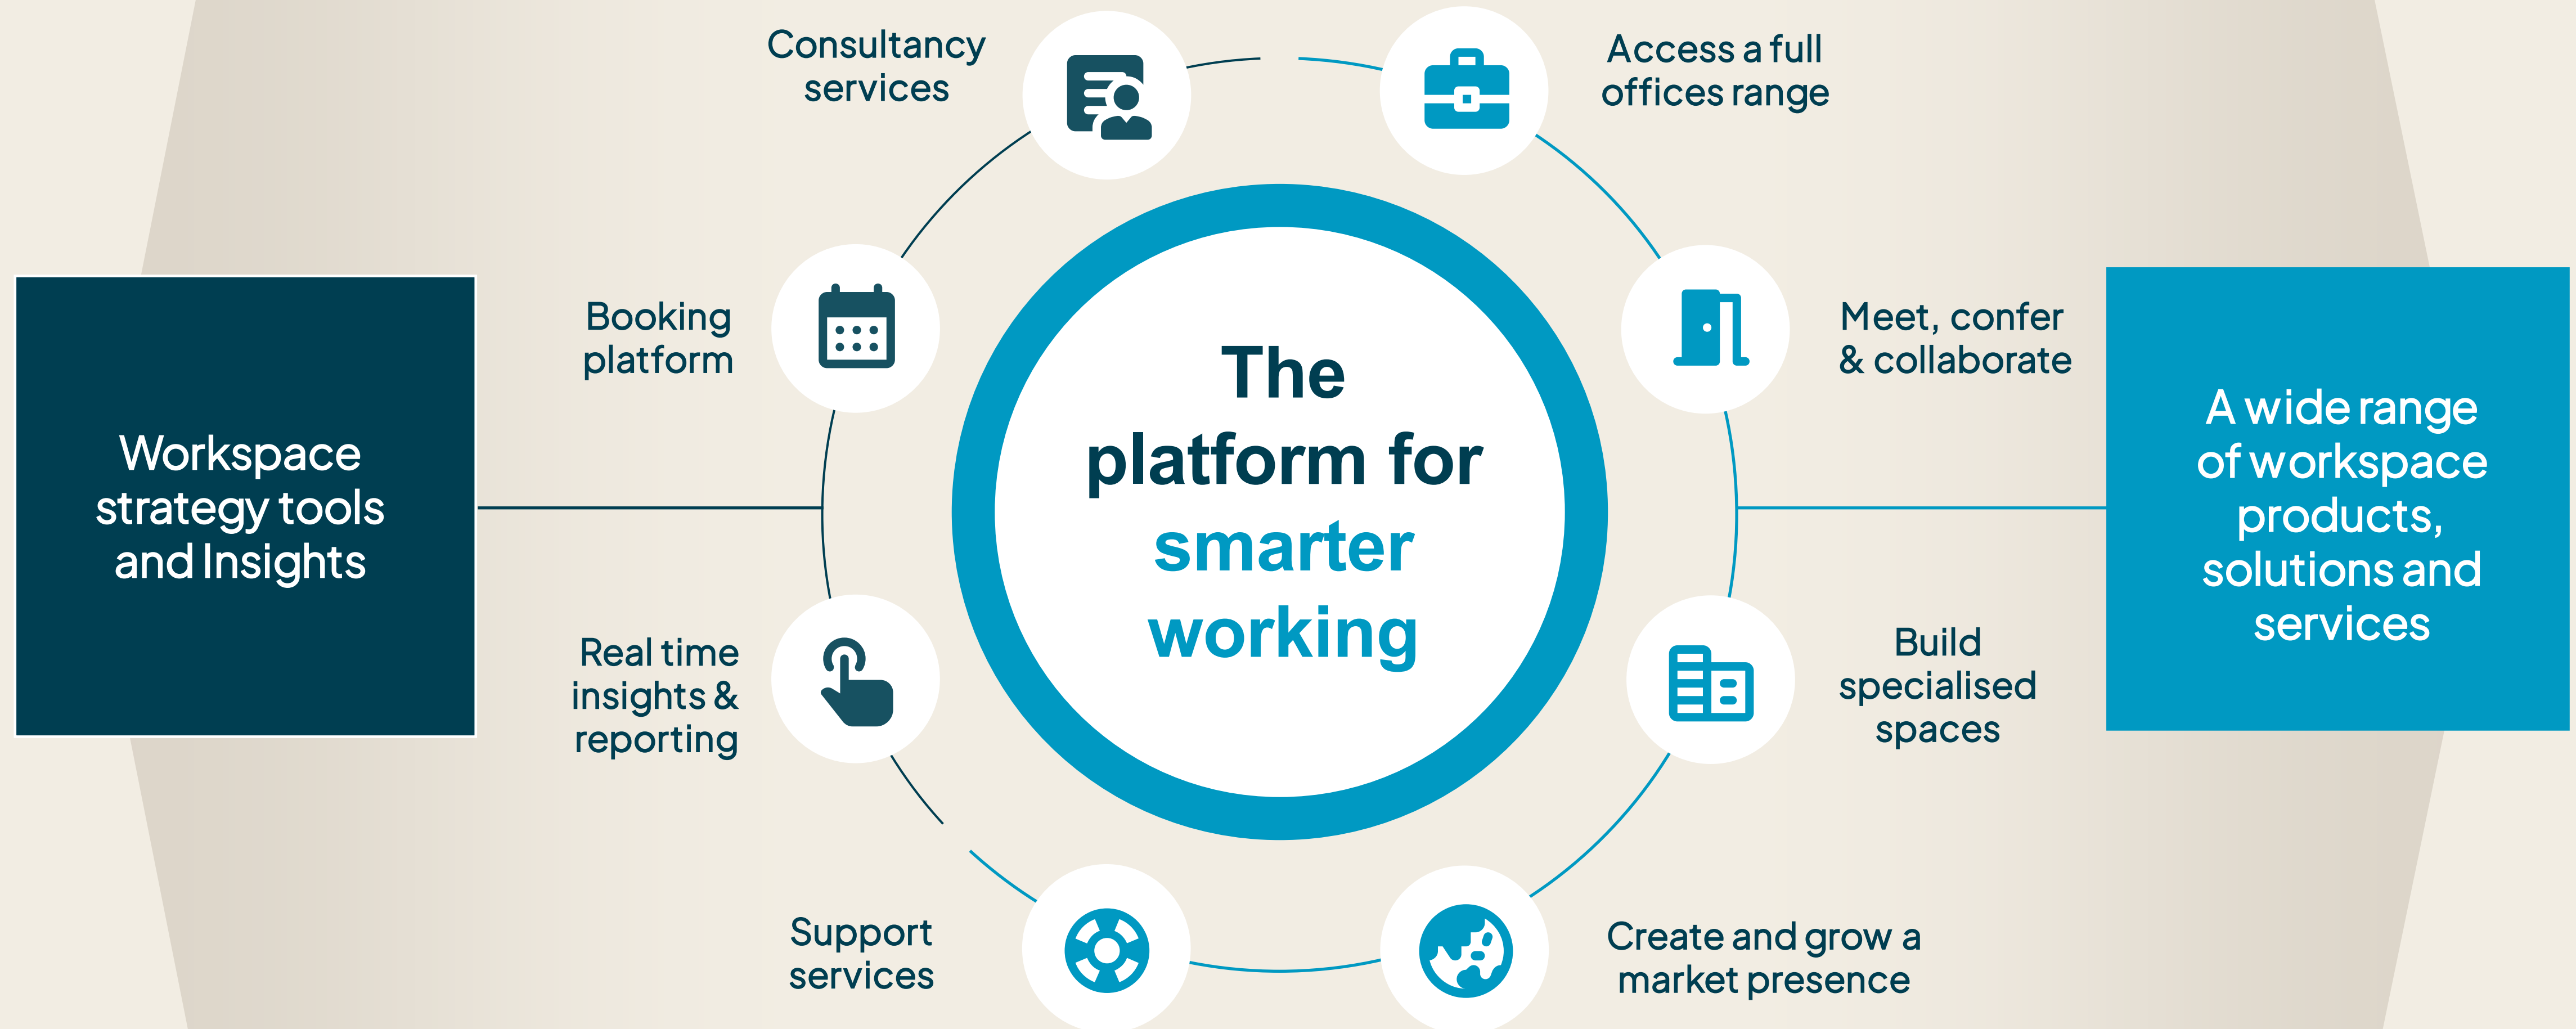 Consultancy
services
Access a full
offices range
Booking
platform
Meet, confer
& collaborate
Workspace
strategy tools
and Insights
The
platform for
smarter
working
A wide range
of workspace
products,
solutions and
services
Real time
insights &
reporting
Build
specialised
spaces
Support
services
Create and grow a
market presence